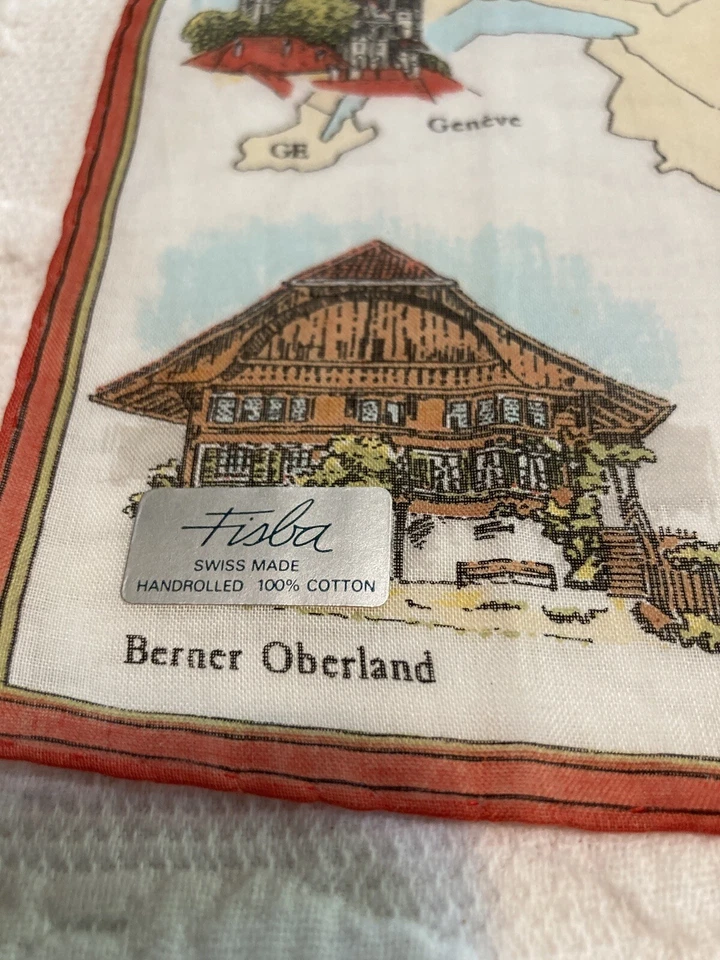 Genève
GE
Fisba
SWISS MADE
HANDROLLED 100% COTTON
Berner Oberland